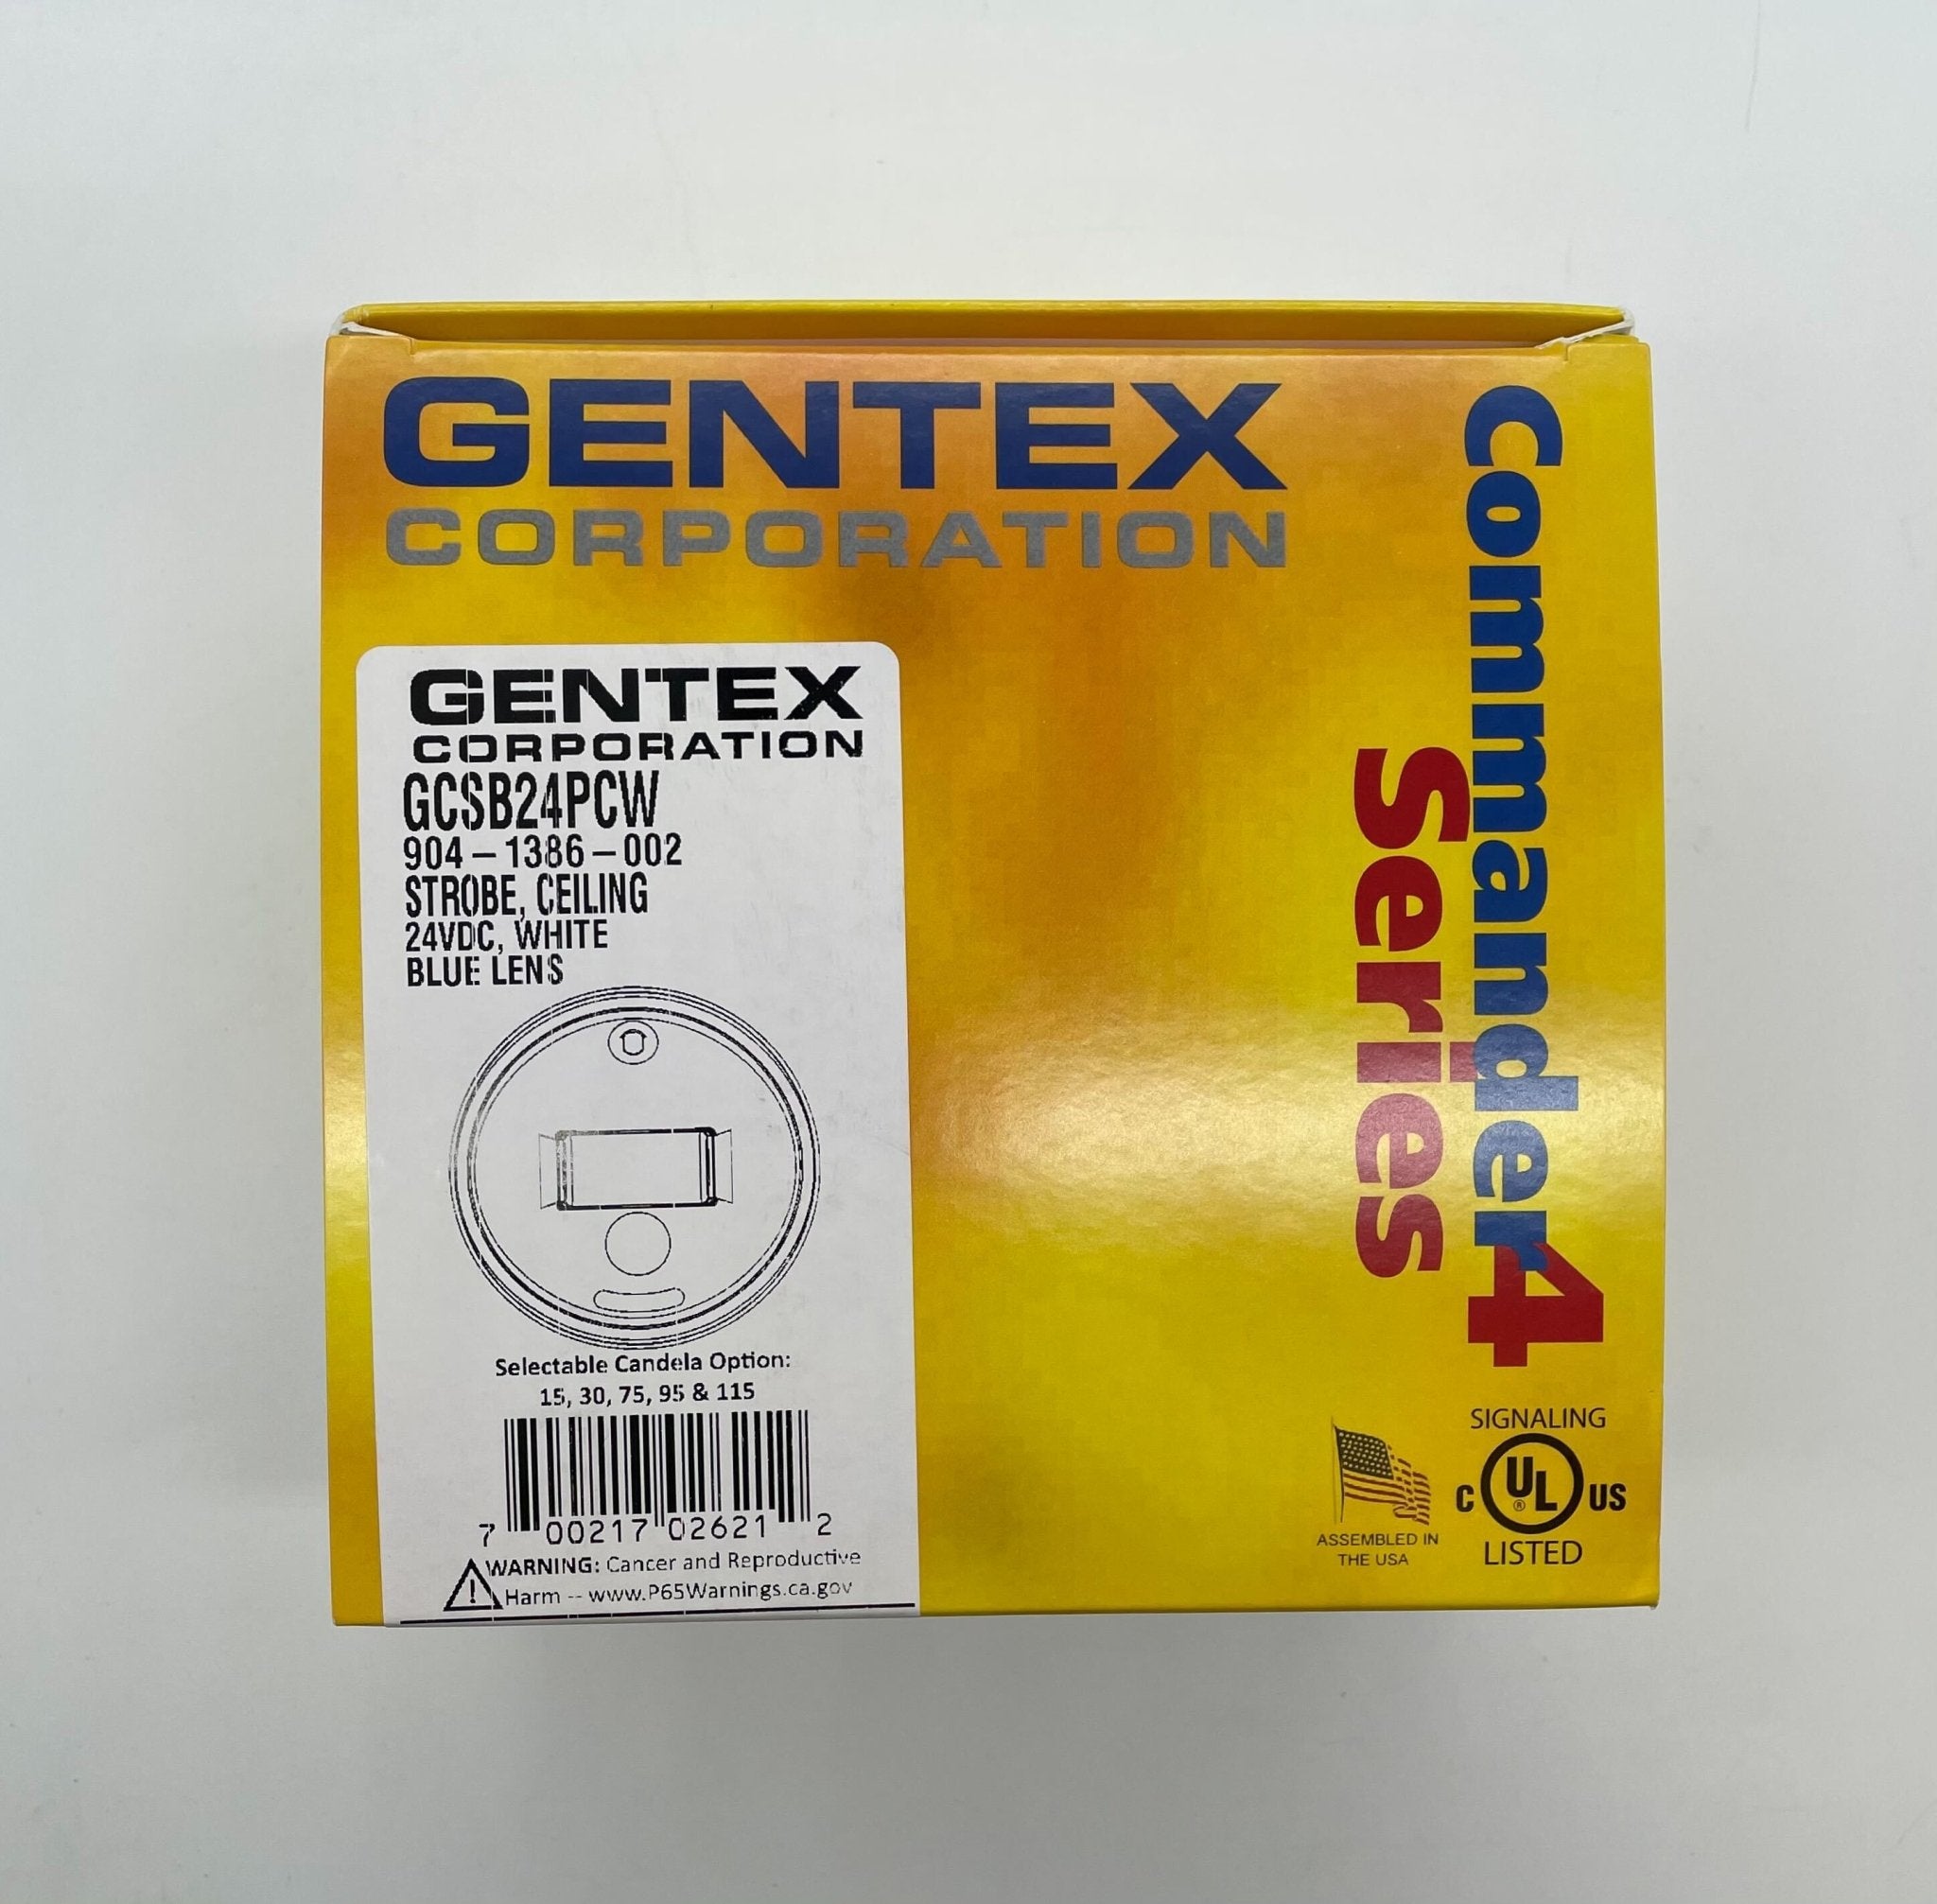 GENTEX
CORPORATION
Commander4
Series
GENTEX
CORPORATION
GCSB24PCW
904-1386-002
STROBE, CEILING
24VDC, WHITE
BLUE LENS
Selectable Candela Option:
15, 30, 75, 95 & 115
7 00217 02621 2
WARNING: Cancer and Reproductive
Harm -- www.P65Warnings.ca.gov
ASSEMBLED IN
THE USA
SIGNALING
C UL ® US
LISTED